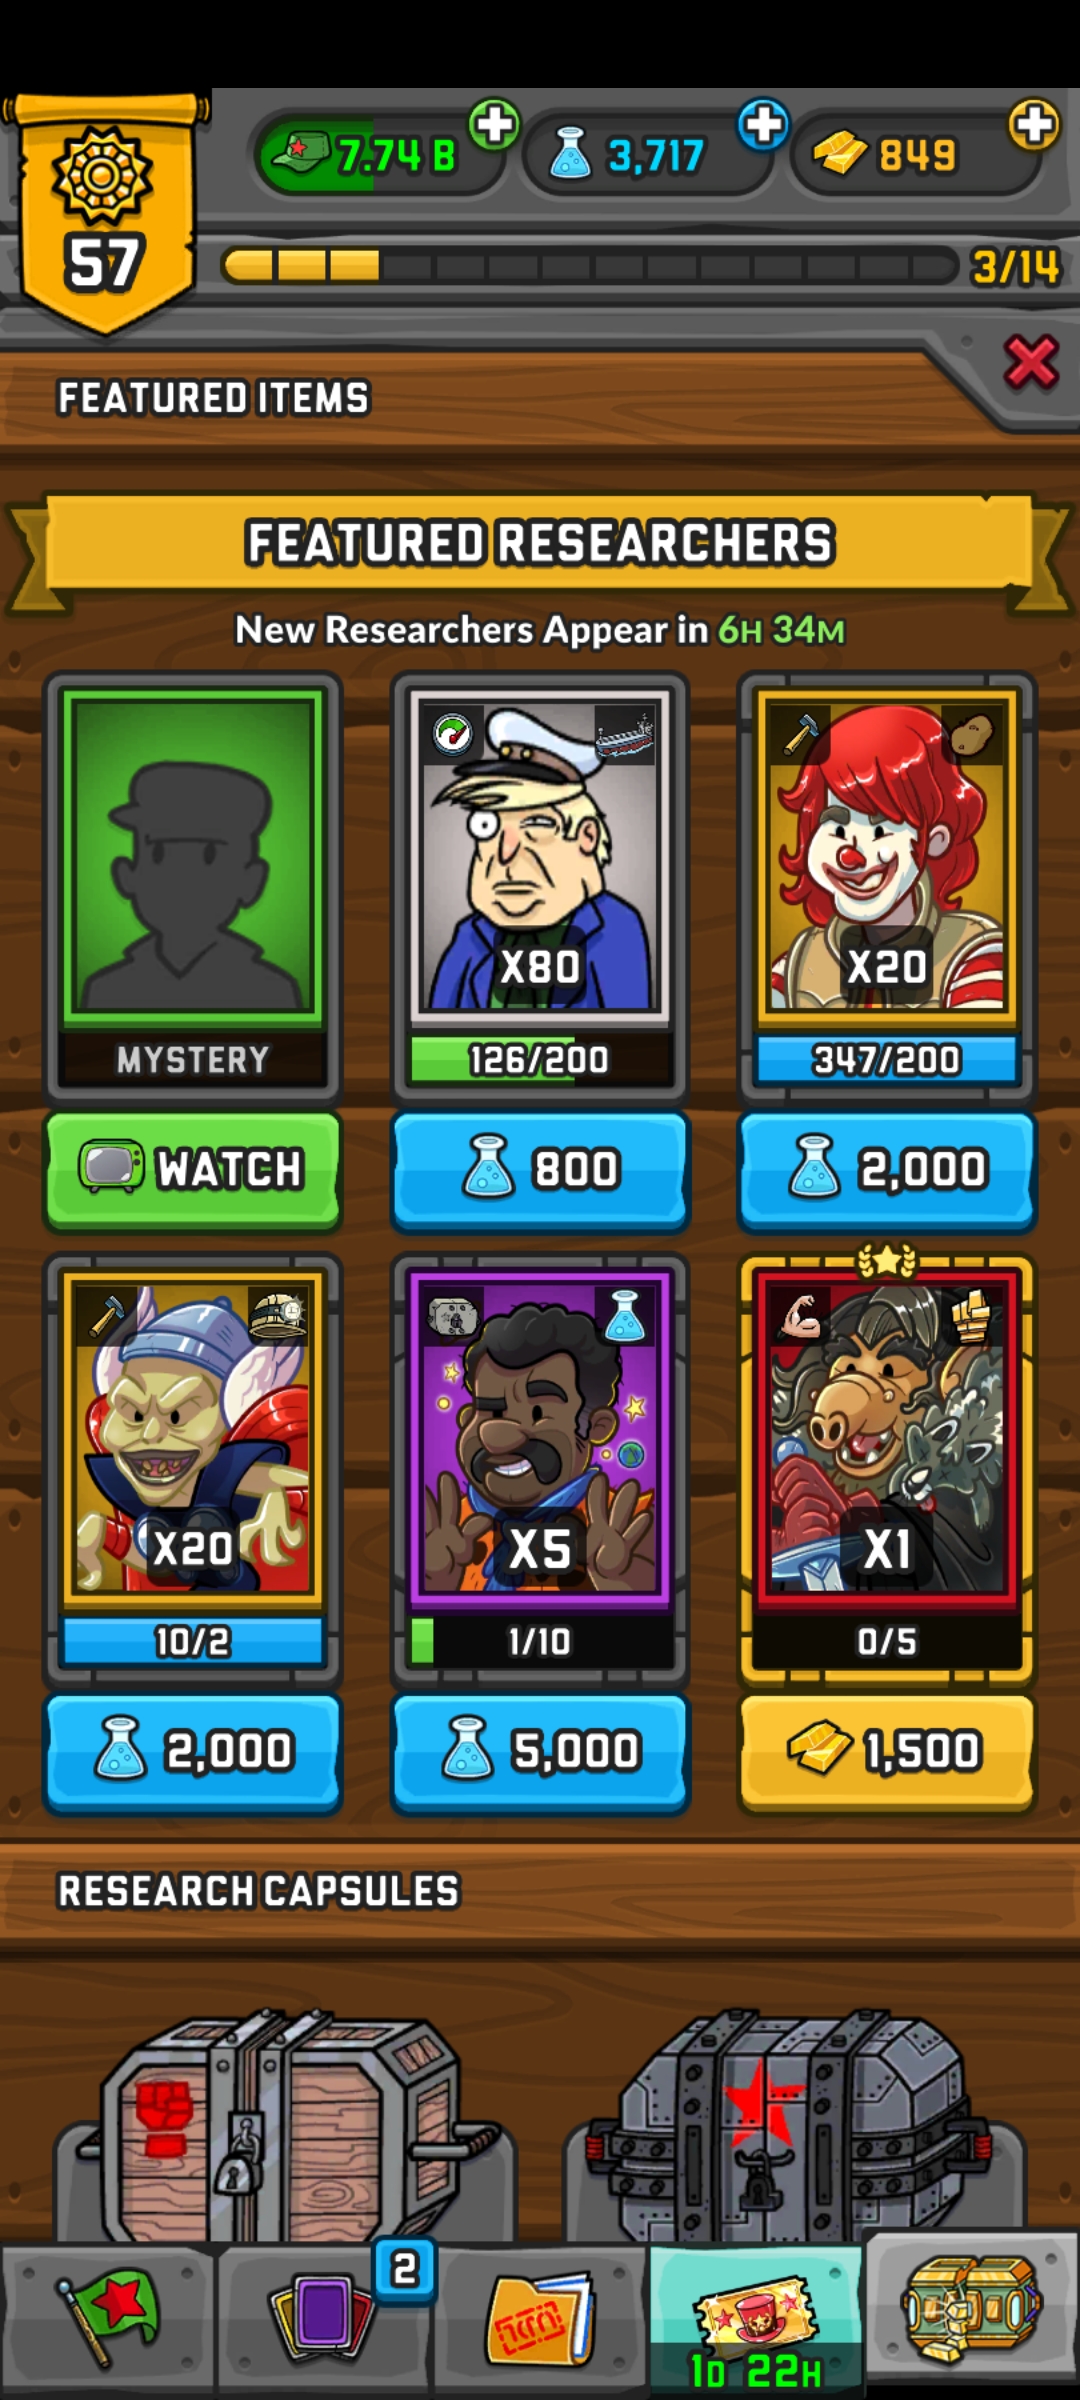 7.74 B
3,717
849
57
3/14
FEATURED ITEMS
FEATURED RESEARCHERS
New Researchers Appear in 6H 34M
X80
X20
MYSTERY
126/200
347/200
WATCH
800
2,000
X20
X5
X1
10/2
1/10
0/5
2,000
5,000
1,500
RESEARCH CAPSULES
2
1D 22H